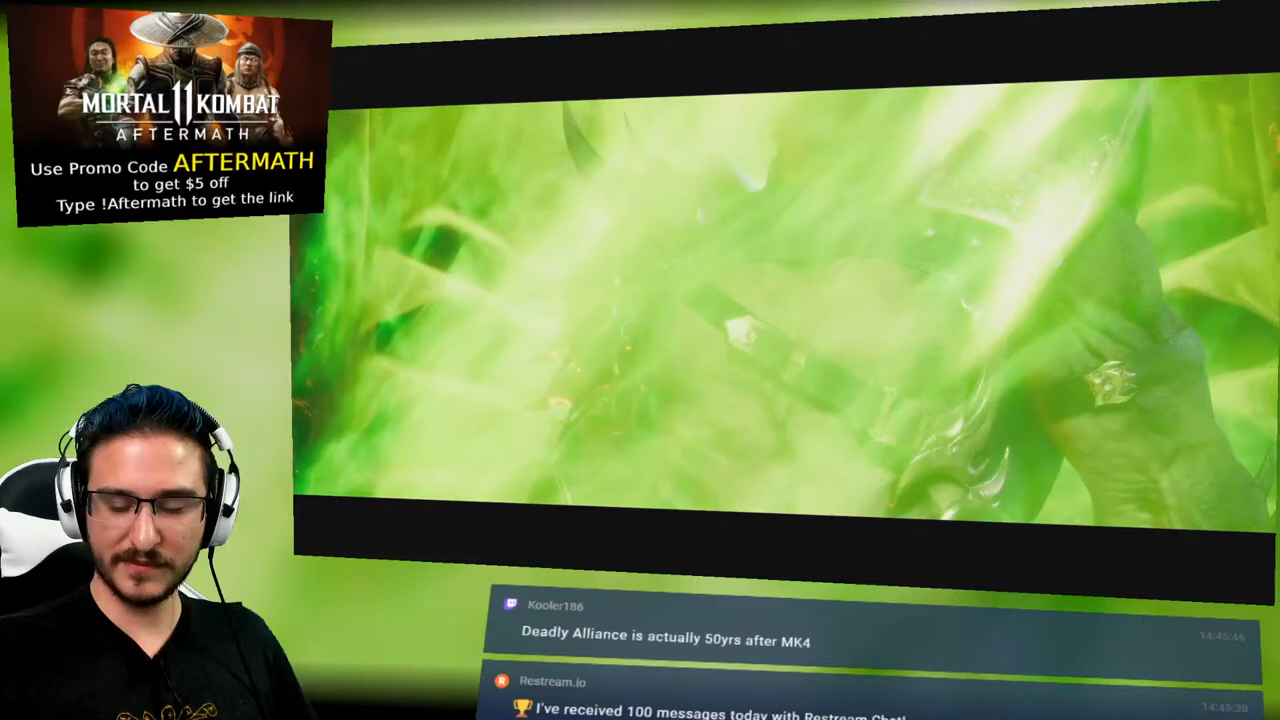 MORTAL 11 KOMBAT
AFTERMATH
Use Promo Code AFTERMATH
to get $5 off
Type !Aftermath to get the link
Kooler186
14:46:46
Deadly Alliance is actually 50yrs after MK4
Restream.io
14:46:30
🏆 I've received 100 messages today with Restream Chat!